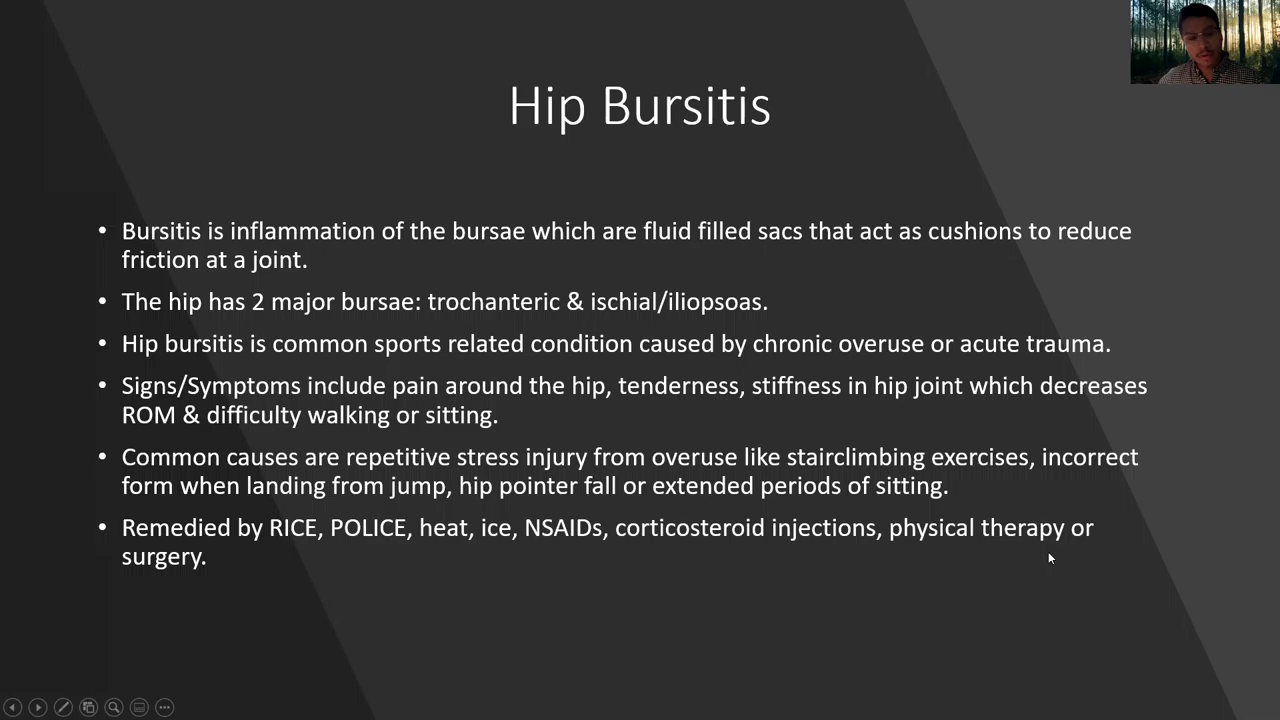 Hip Bursitis
• Bursitis is inflammation of the bursae which are fluid filled sacs that act as cushions to reduce
friction at a joint.
• The hip has 2 major bursae: trochanteric & ischial/iliopsoas.
• Hip bursitis is common sports related condition caused by chronic overuse or acute trauma.
• Signs/Symptoms include pain around the hip, tenderness, stiffness in hip joint which decreases
ROM & difficulty walking or sitting.
• Common causes are repetitive stress injury from overuse like stairclimbing exercises, incorrect
form when landing from jump, hip pointer fall or extended periods of sitting.
• Remedied by RICE, POLICE, heat, ice, NSAIDs, corticosteroid injections, physical therapy or
surgery.